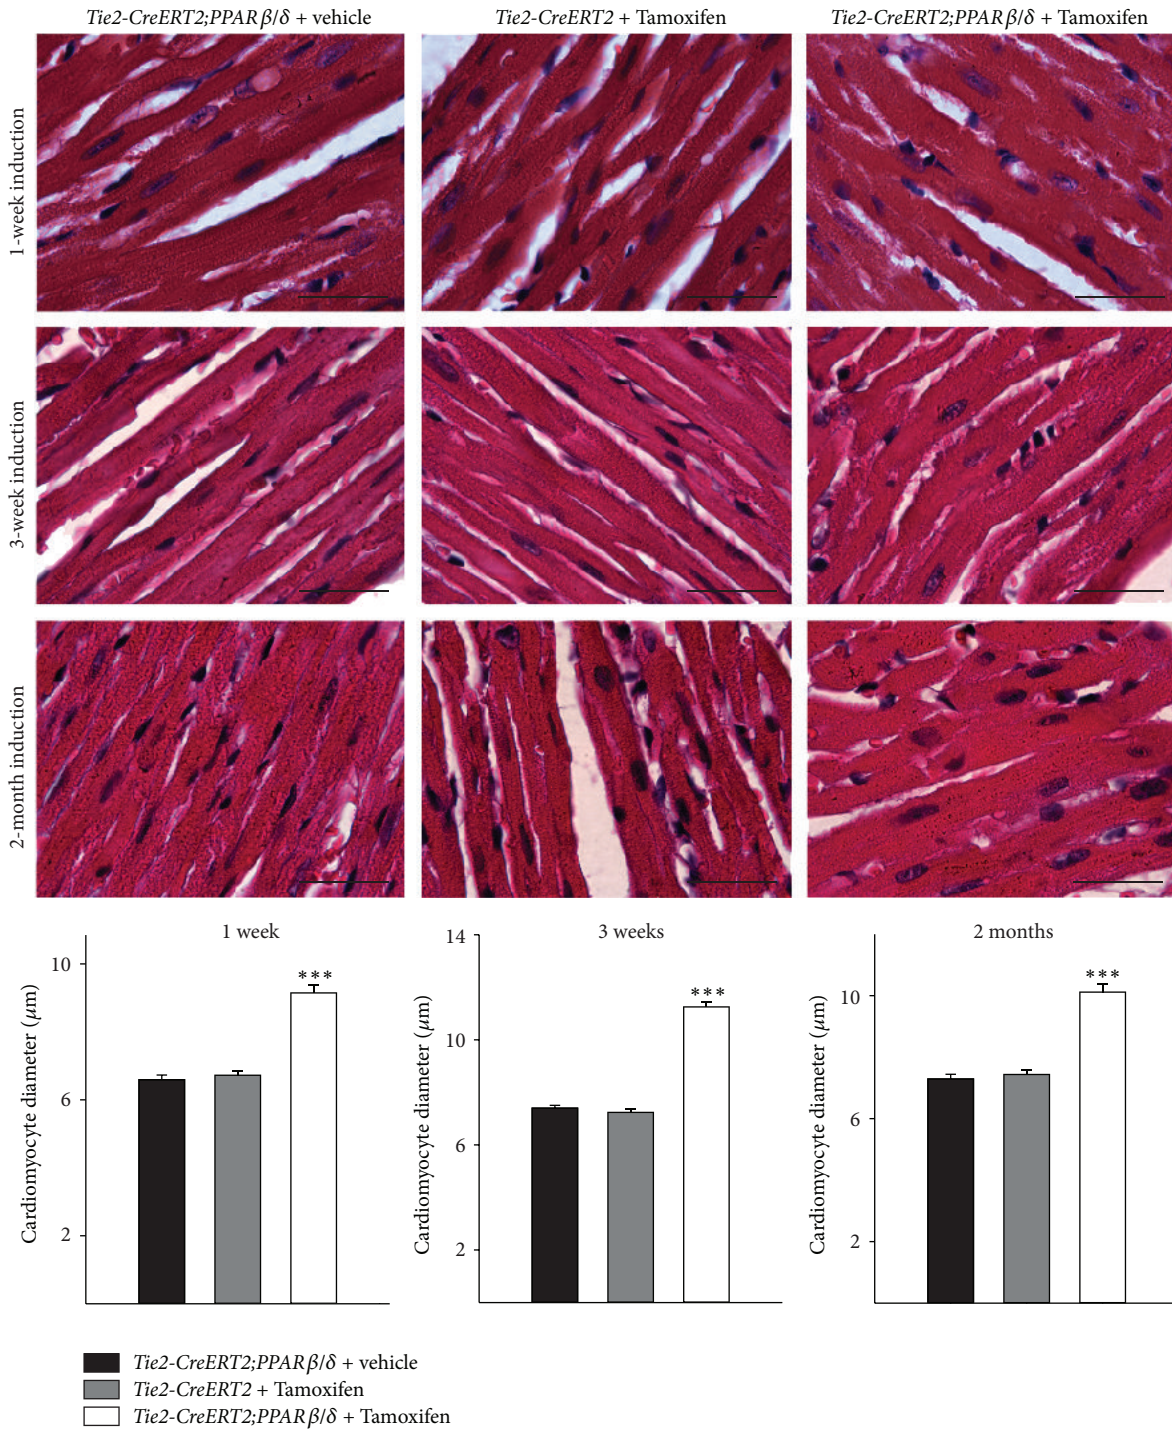 Tie2-CreERT2;PPARβ/δ + vehicle
Tie2-CreERT2 + Tamoxifen
Tie2-CreERT2;PPARβ/δ + Tamoxifen
1-week induction
3-week induction
2-month induction
1 week
Cardiomyocyte diameter (μm)
10
6
2
***
3 weeks
Cardiomyocyte diameter (μm)
14
10
6
2
***
2 months
Cardiomyocyte diameter (μm)
10
6
2
***
Tie2-CreERT2;PPARβ/δ + vehicle
Tie2-CreERT2 + Tamoxifen
Tie2-CreERT2;PPARβ/δ + Tamoxifen